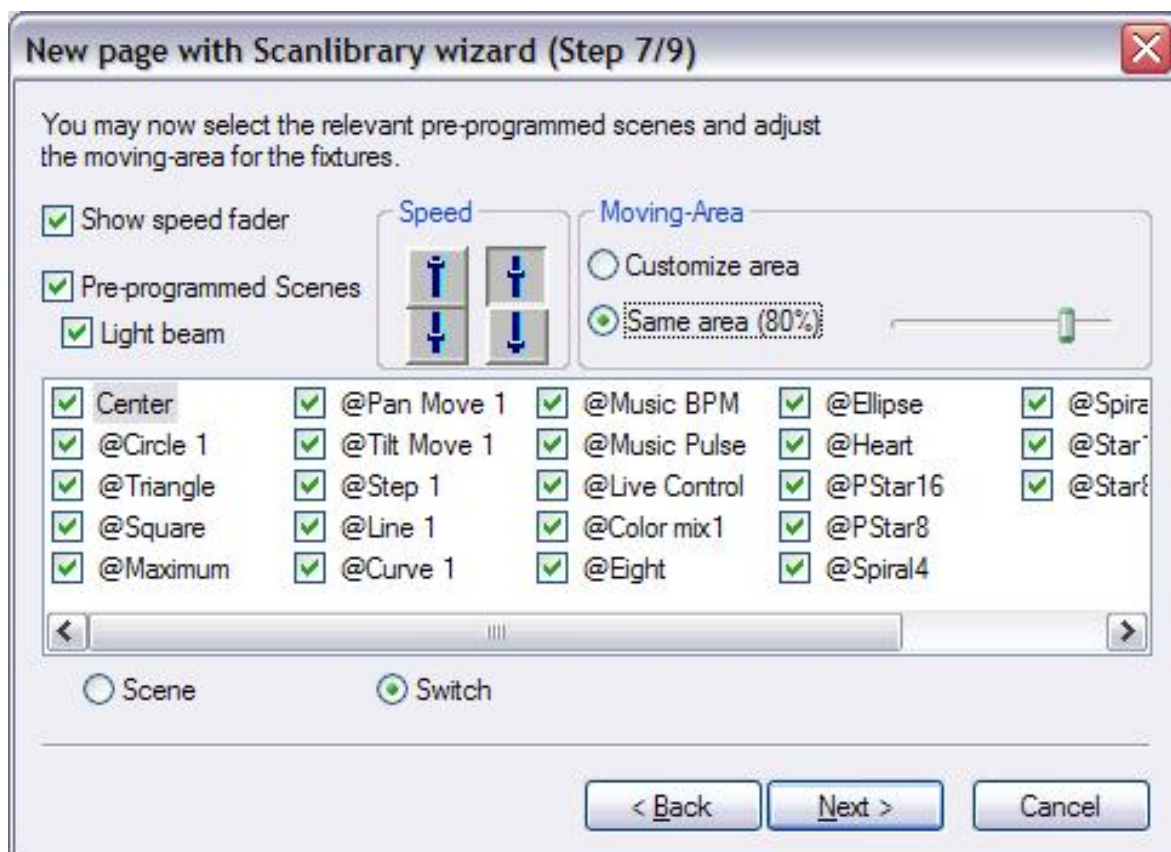 New page with Scanlibrary wizard (Step 7/9)
You may now select the relevant pre-programmed scenes and adjust
the moving-area for the fixtures.
Show speed fader
Pre-programmed Scenes
Light beam
Speed
Moving-Area
Customize area
Same area (80%)
Center @Pan Move 1 @Music BPM @Ellipse @Spira
@Circle 1 @Tilt Move 1 @Music Pulse @Heart @Star
@Triangle @Step 1 @Live Control @PStar16 @Star8
@Square @Line 1 @Color mix1 @PStar8
@Maximum @Curve 1 @Eight @Spiral4
Scene Switch
< Back Next > Cancel